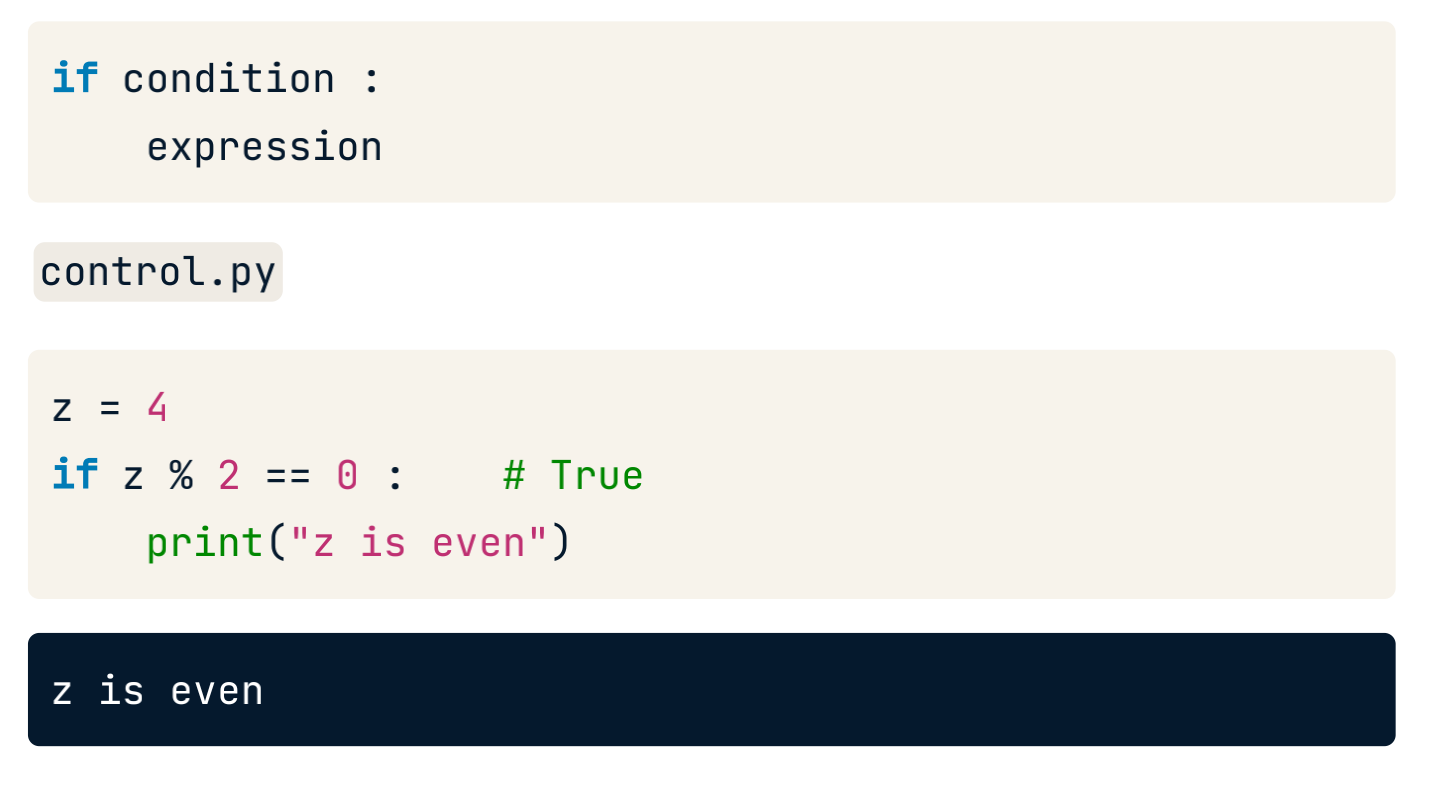 if condition :
    expression
control.py
z = 4
if z % 2 == 0 :    # True
    print("z is even")
z is even